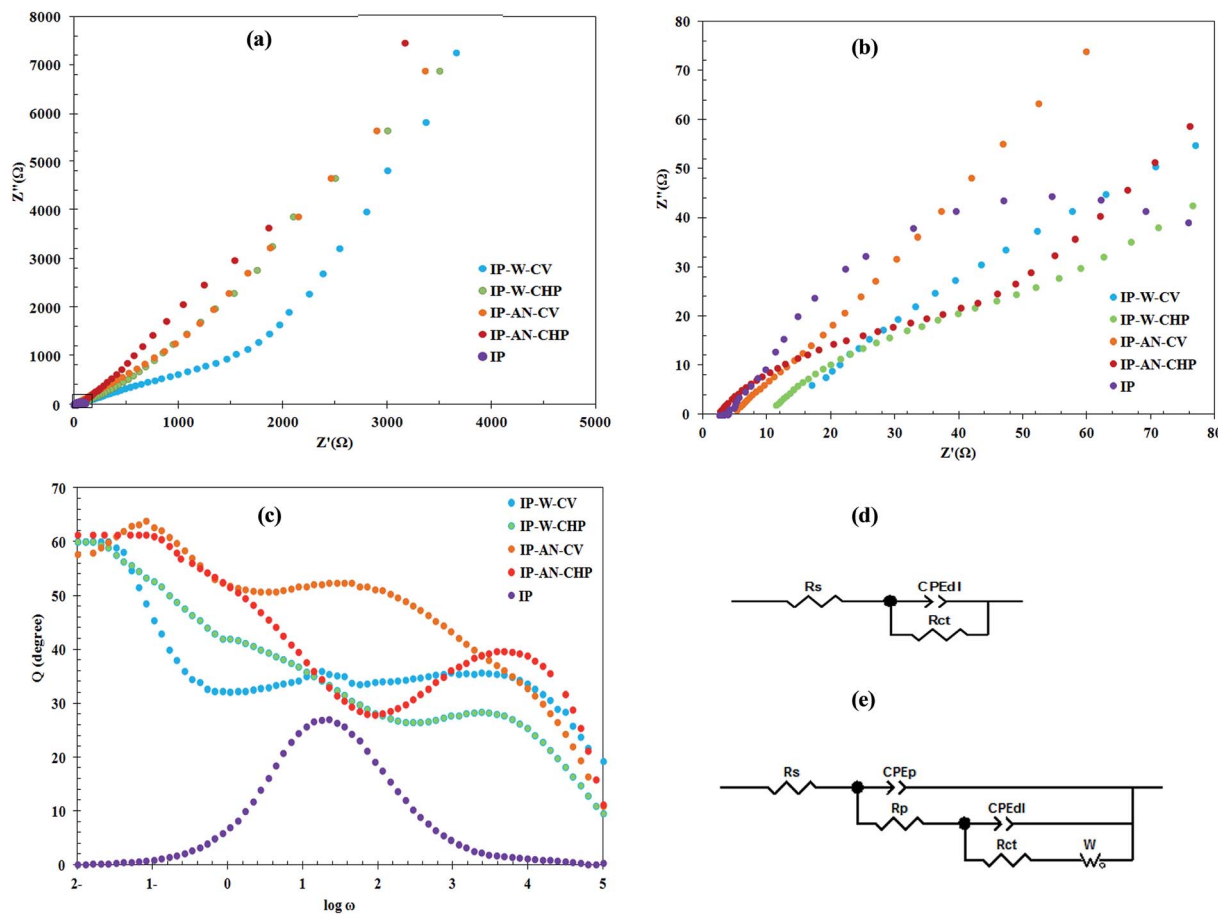 (a)
8000
7000
6000
5000
4000
3000
2000
1000
0
Z''(Ω)
0 1000 2000 3000 4000 5000
Z'(Ω)
IP-W-CV
IP-W-CHP
IP-AN-CV
IP-AN-CHP
IP
(b)
80
70
60
50
40
30
20
10
0
Z''(Ω)
0 10 20 30 40 50 60 70 80
Z'(Ω)
IP-W-CV
IP-W-CHP
IP-AN-CV
IP-AN-CHP
IP
(c)
70
60
50
40
30
20
10
0
Q (degree)
2- 1- 0 1 2 3 4 5
log ω
IP-W-CV
IP-W-CHP
IP-AN-CV
IP-AN-CHP
IP
(d)
Rs
CPEdl
Rct
(e)
Rs
CPEp
Rp
CPEdl
Rct
W
o